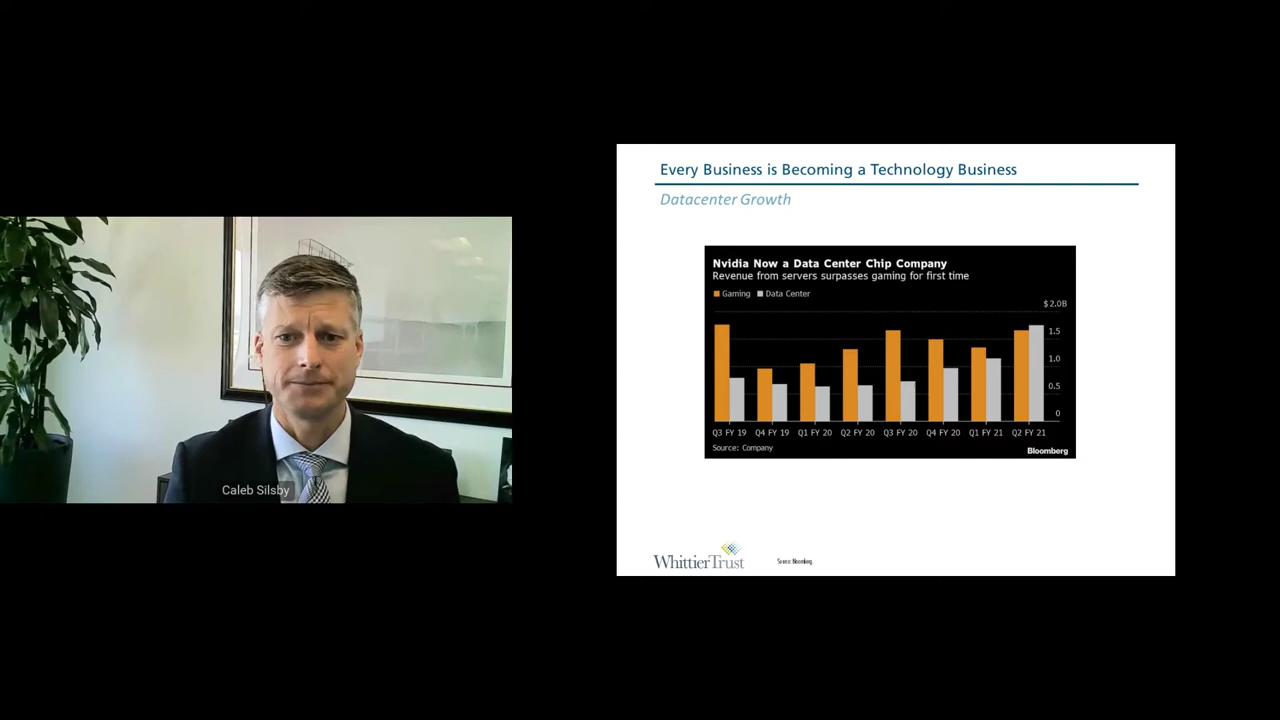 Caleb Silsby
Every Business is Becoming a Technology Business
Datacenter Growth
Nvidia Now a Data Center Chip Company
Revenue from servers surpasses gaming for first time
Gaming Data Center
$2.0B
1.5
1.0
0.5
0
Q3 FY 19 Q4 FY 19 Q1 FY 20 Q2 FY 20 Q3 FY 20 Q4 FY 20 Q1 FY 21 Q2 FY 21
Source: Company
Bloomberg
WhittierTrust
Source: Bloomberg.